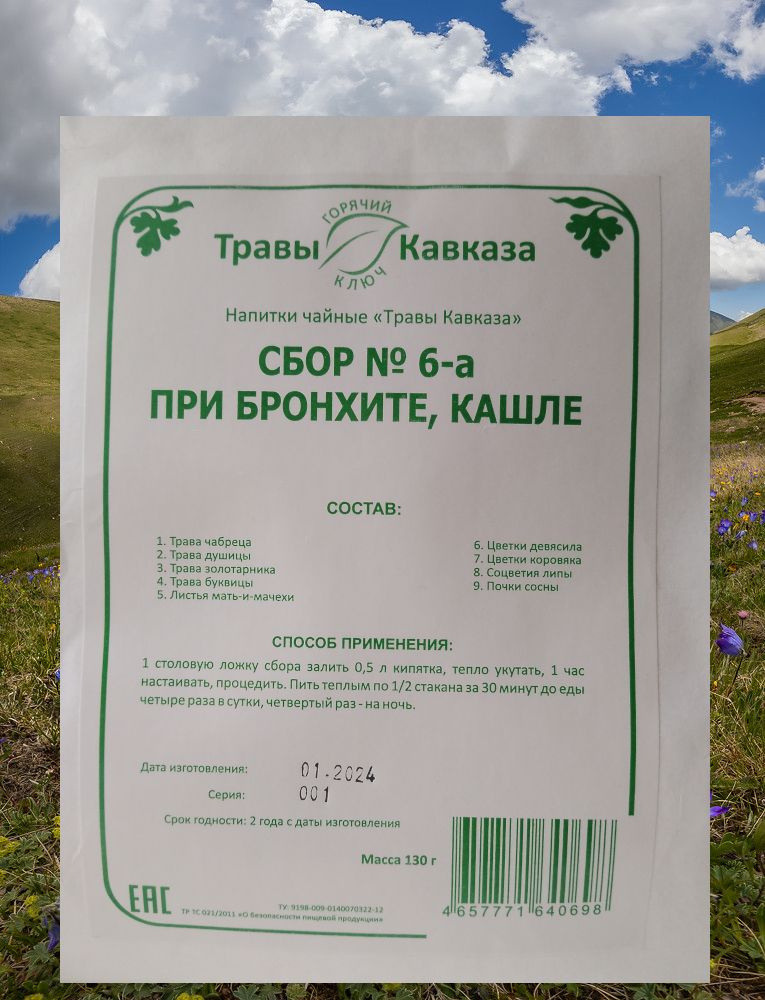 ГОРЯЧИЙ
Травы Кавказа
КЛЮЧ
Напитки чайные «Травы Кавказа»
СБОР № 6-а
ПРИ БРОНХИТЕ, КАШЛЕ
СОСТАВ:
1. Трава чабреца
2. Трава душицы
3. Трава золотарника
4. Трава буквицы
5. Листья мать-и-мачехи
6. Цветки девясила
7. Цветки коровяка
8. Соцветия липы
9. Почки сосны
СПОСОБ ПРИМЕНЕНИЯ:
1 столовую ложку сбора залить 0,5 л кипятка, тепло укутать, 1 час
настаивать, процедить. Пить теплым по 1/2 стакана за 30 минут до еды
четыре раза в сутки, четвертый раз - на ночь.
Дата изготовления: 01.2024
Серия: 001
Срок годности: 2 года с даты изготовления
Масса 130 г
EAC
ТУ: 9198-009-0140070322-12
ТР ТС 021/2011 «О безопасности пищевой продукции»
4 657771 640698